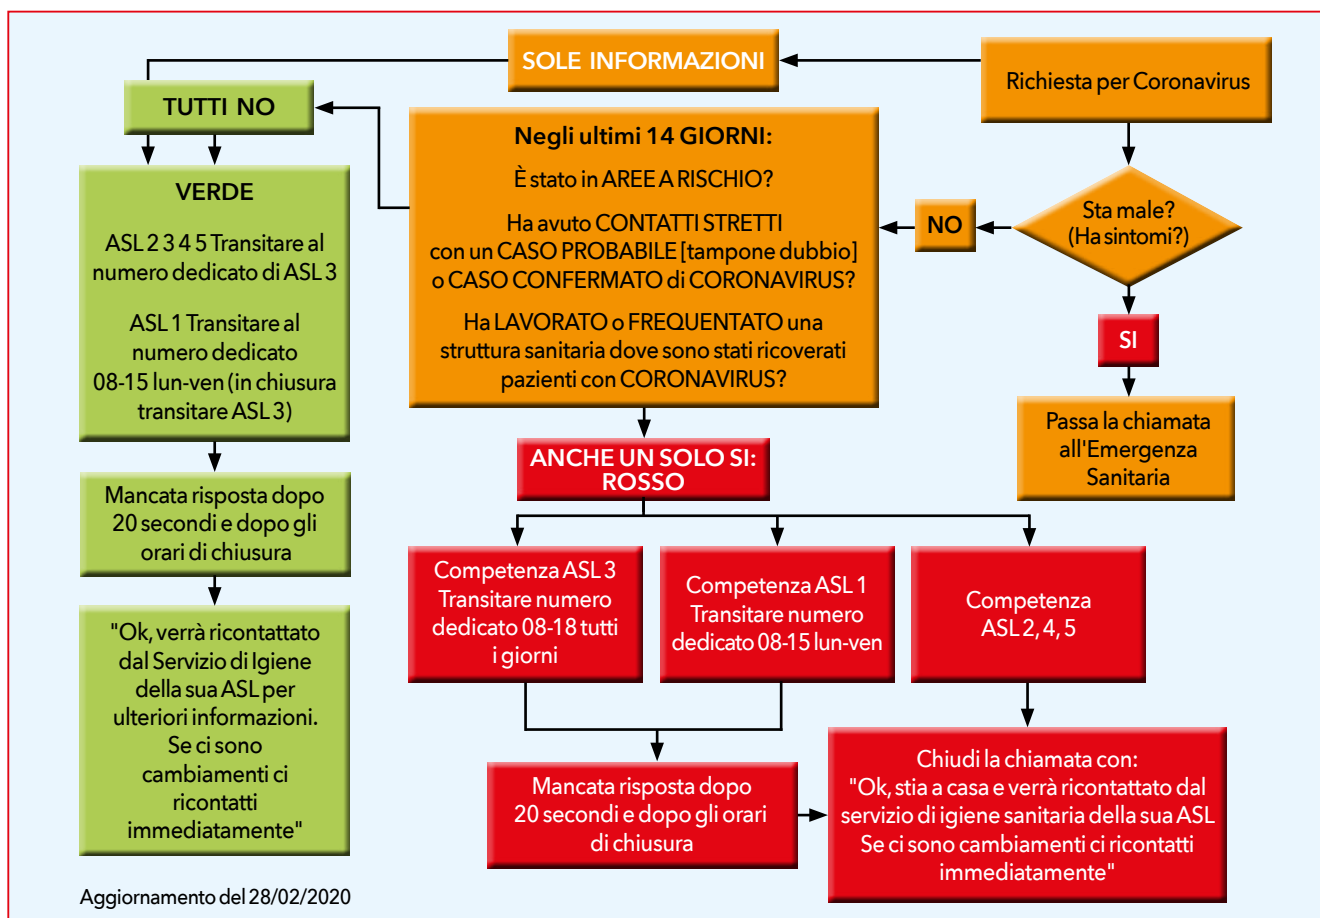 SOLE INFORMAZIONI
Richiesta per Coronavirus
TUTTI NO
Negli ultimi 14 GIORNI:
È stato in AREE A RISCHIO?
Ha avuto CONTATTI STRETTI
con un CASO PROBABILE [tampone dubbio]
o CASO CONFERMATO di CORONAVIRUS?
Ha LAVORATO o FREQUENTATO una
struttura sanitaria dove sono stati ricoverati
pazienti con CORONAVIRUS?
NO
Sta male?
(Ha sintomi?)
SI
Passa la chiamata
all'Emergenza
Sanitaria
VERDE
ASL 2 3 4 5 Transitare al
numero dedicato di ASL 3
ASL 1 Transitare al
numero dedicato
08-15 lun-ven (in chiusura
transitare ASL 3)
Mancata risposta dopo
20 secondi e dopo gli
orari di chiusura
"Ok, verrà ricontattato
dal Servizio di Igiene
della sua ASL per
ulteriori informazioni.
Se ci sono
cambiamenti ci
ricontatti
immediatamente"
ANCHE UN SOLO SI:
ROSSO
Competenza ASL 3
Transitare numero
dedicato 08-18 tutti
i giorni
Competenza ASL 1
Transitare numero
dedicato 08-15 lun-ven
Competenza
ASL 2, 4, 5
Mancata risposta dopo
20 secondi e dopo gli orari
di chiusura
Chiudi la chiamata con:
"Ok, stia a casa e verrà ricontattato dal
servizio di igiene sanitaria della sua ASL
Se ci sono cambiamenti ci ricontatti
immediatamente"
Aggiornamento del 28/02/2020